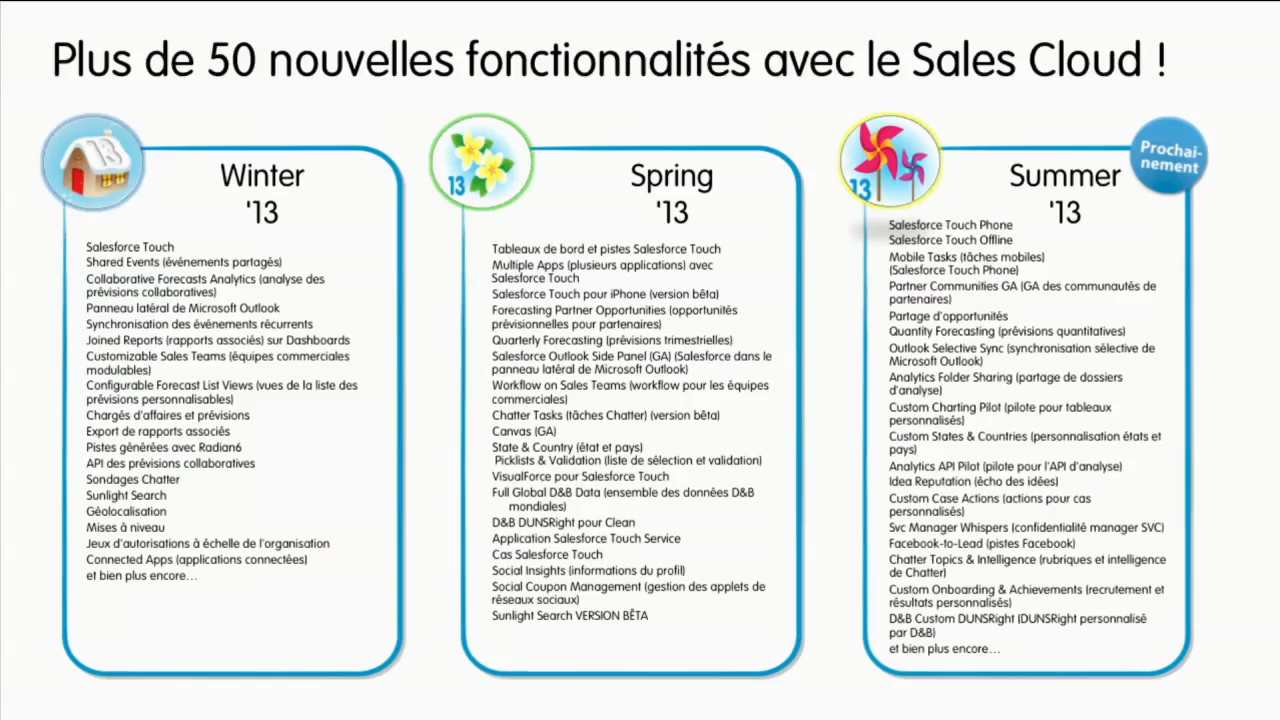 Plus de 50 nouvelles fonctionnalités avec le Sales Cloud !
13
Winter
'13
Salesforce Touch
Shared Events (événements partagés)
Collaborative Forecasts Analytics (analyse des
prévisions collaboratives)
Panneau latéral de Microsoft Outlook
Synchronisation des événements récurrents
Joined Reports (rapports associés) sur Dashboards
Customizable Sales Teams (équipes commerciales
modulables)
Configurable Forecast List Views (vues de la liste des
prévisions personnalisables)
Chargés d'affaires et prévisions
Export de rapports associés
Pistes générées avec Radian6
API des prévisions collaboratives
Sondages Chatter
Sunlight Search
Géolocalisation
Mises à niveau
Jeux d'autorisations à échelle de l'organisation
Connected Apps (applications connectées)
et bien plus encore…
13
Spring
'13
Tableaux de bord et pistes Salesforce Touch
Multiple Apps (plusieurs applications) avec
Salesforce Touch
Salesforce Touch pour iPhone (version bêta)
Forecasting Partner Opportunities (opportunités
prévisionnelles pour partenaires)
Quarterly Forecasting (prévisions trimestrielles)
Salesforce Outlook Side Panel (GA) (Salesforce dans le
panneau latéral de Microsoft Outlook)
Workflow on Sales Teams (workflow pour les équipes
commerciales)
Chatter Tasks (tâches Chatter) (version bêta)
Canvas (GA)
State & Country (état et pays)
Picklists & Validation (liste de sélection et validation)
VisualForce pour Salesforce Touch
Full Global D&B Data (ensemble des données D&B
mondiales)
D&B DUNSRight pour Clean
Application Salesforce Touch Service
Cas Salesforce Touch
Social Insights (informations du profil)
Social Coupon Management (gestion des applets de
réseaux sociaux)
Sunlight Search VERSION BÊTA
13
Prochai-
nement
Summer
'13
Salesforce Touch Phone
Salesforce Touch Offline
Mobile Tasks (tâches mobiles)
(Salesforce Touch Phone)
Partner Communities GA (GA des communautés de
partenaires)
Partage d'opportunités
Quantity Forecasting (prévisions quantitatives)
Outlook Selective Sync (synchronisation sélective de
Microsoft Outlook)
Analytics Folder Sharing (partage de dossiers
d'analyse)
Custom Charting Pilot (pilote pour tableaux
personnalisés)
Custom States & Countries (personnalisation états et
pays)
Analytics API Pilot (pilote pour l'API d'analyse)
Idea Reputation (écho des idées)
Custom Case Actions (actions pour cas
personnalisés)
Svc Manager Whispers (confidentialité manager SVC)
Facebook-to-Lead (pistes Facebook)
Chatter Topics & Intelligence (rubriques et intelligence
de Chatter)
Custom Onboarding & Achievements (recrutement et
résultats personnalisés)
D&B Custom DUNSRight (DUNSRight personnalisé
par D&B)
et bien plus encore…